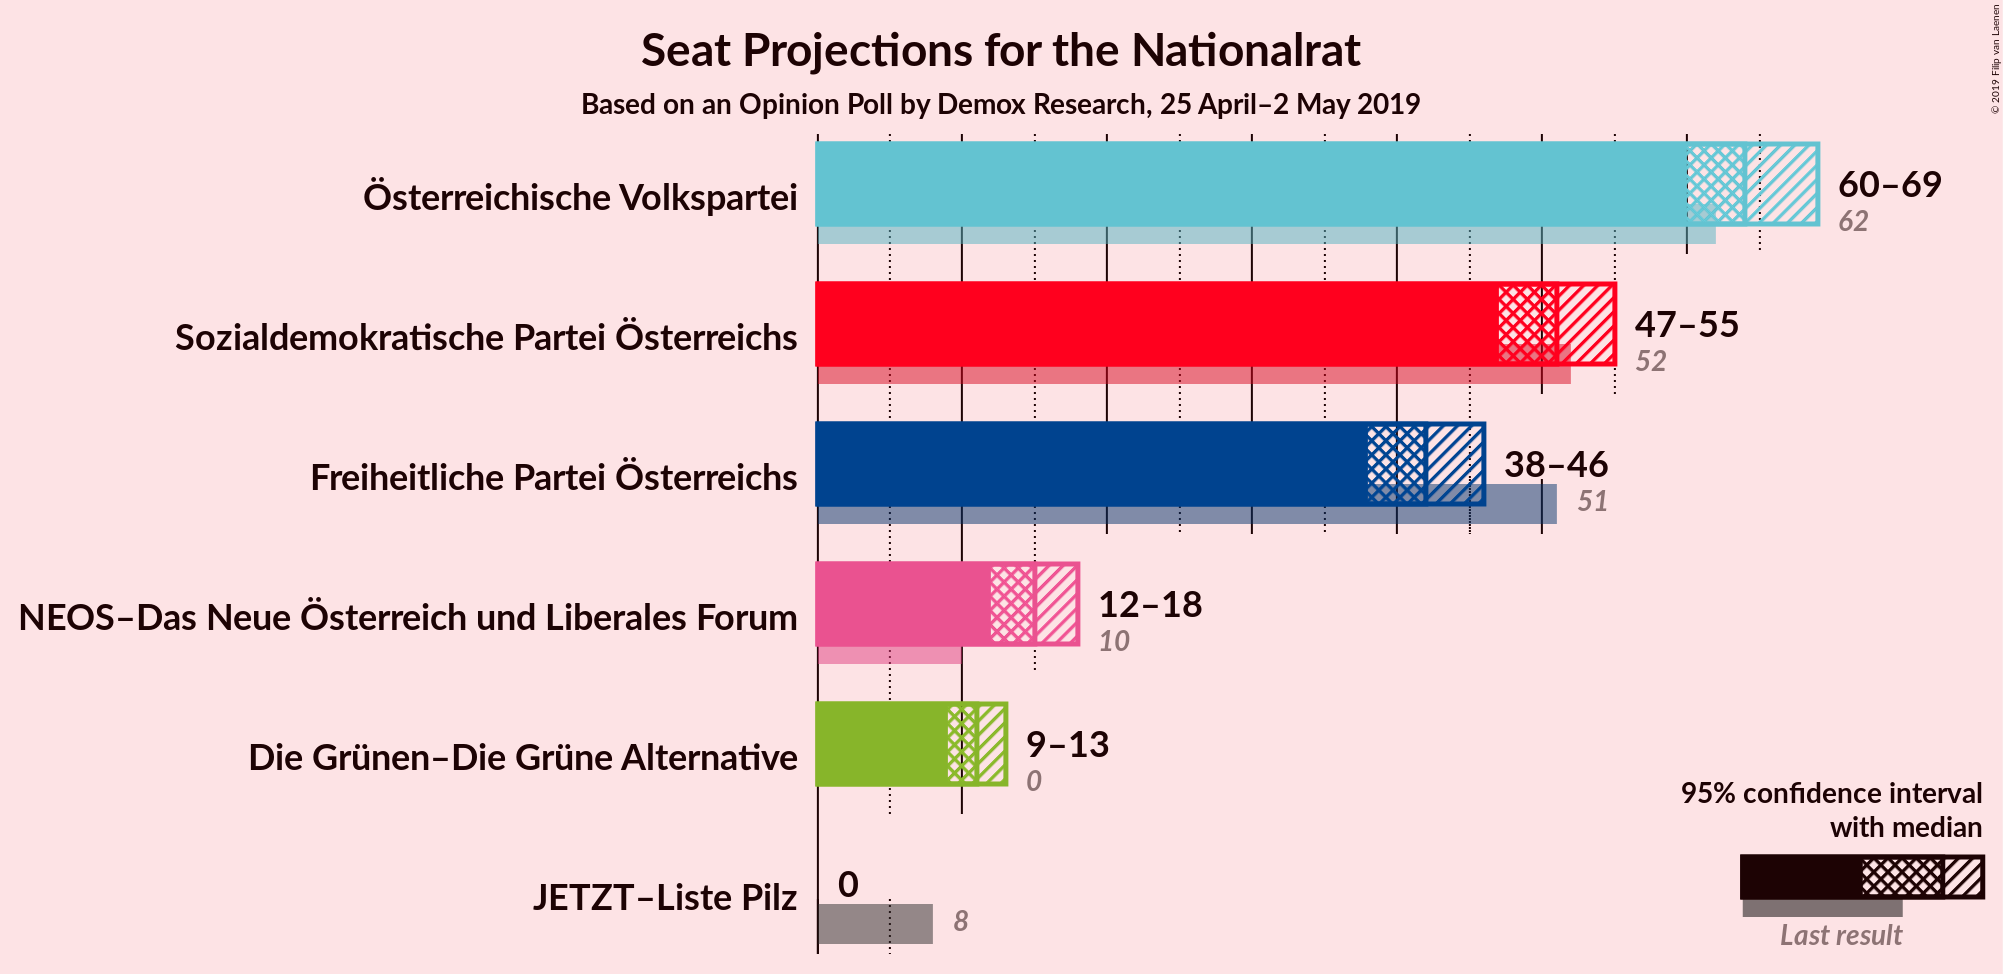 Seat Projections for the Nationalrat
Based on an Opinion Poll by Demox Research, 25 April–2 May 2019
© 2019 Filip van Laenen
Österreichische Volkspartei
60–69
62
Sozialdemokratische Partei Österreichs
47–55
52
Freiheitliche Partei Österreichs
38–46
51
NEOS–Das Neue Österreich und Liberales Forum
12–18
10
Die Grünen–Die Grüne Alternative
9–13
0
JETZT–Liste Pilz
0
8
95% confidence interval
with median
Last result